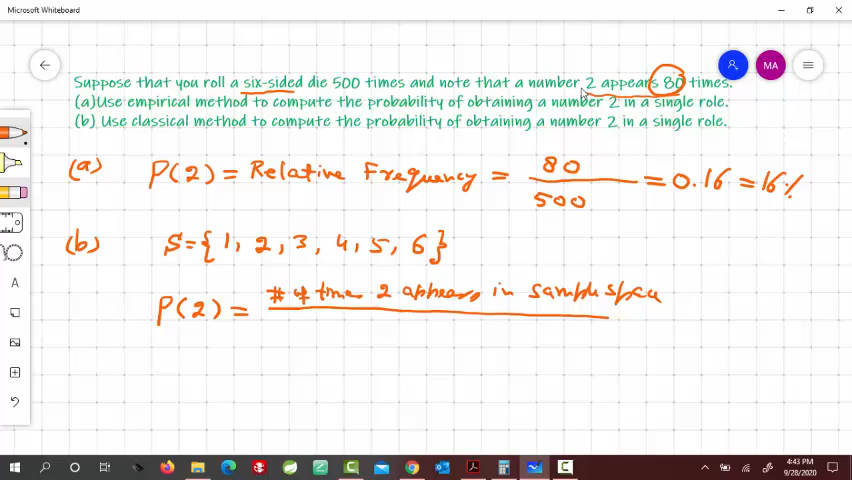 Microsoft Whiteboard
Suppose that you roll a six-sided die 500 times and note that a number 2 appears 80 times.
(a)Use empirical method to compute the probability of obtaining a number 2 in a single role.
(b) Use classical method to compute the probability of obtaining a number 2 in a single role.
MA
(a) P(2) = Relative Frequency = 80 / 500 = 0.16 = 16%
(b) S={1, 2, 3, 4, 5, 6}
P(2) = # of times 2 appears in sample space
A
4:43 PM
9/28/2020